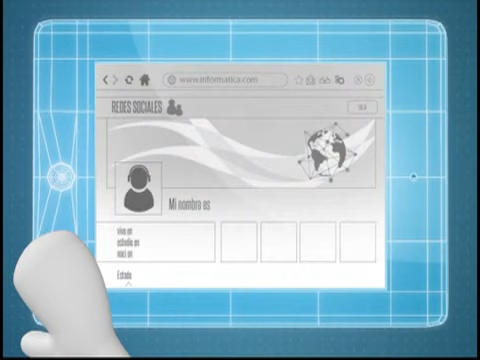 www.informatica.com
REDES SOCIALES
Mi nombre es
vivo en
estudio en
nací en
Estado